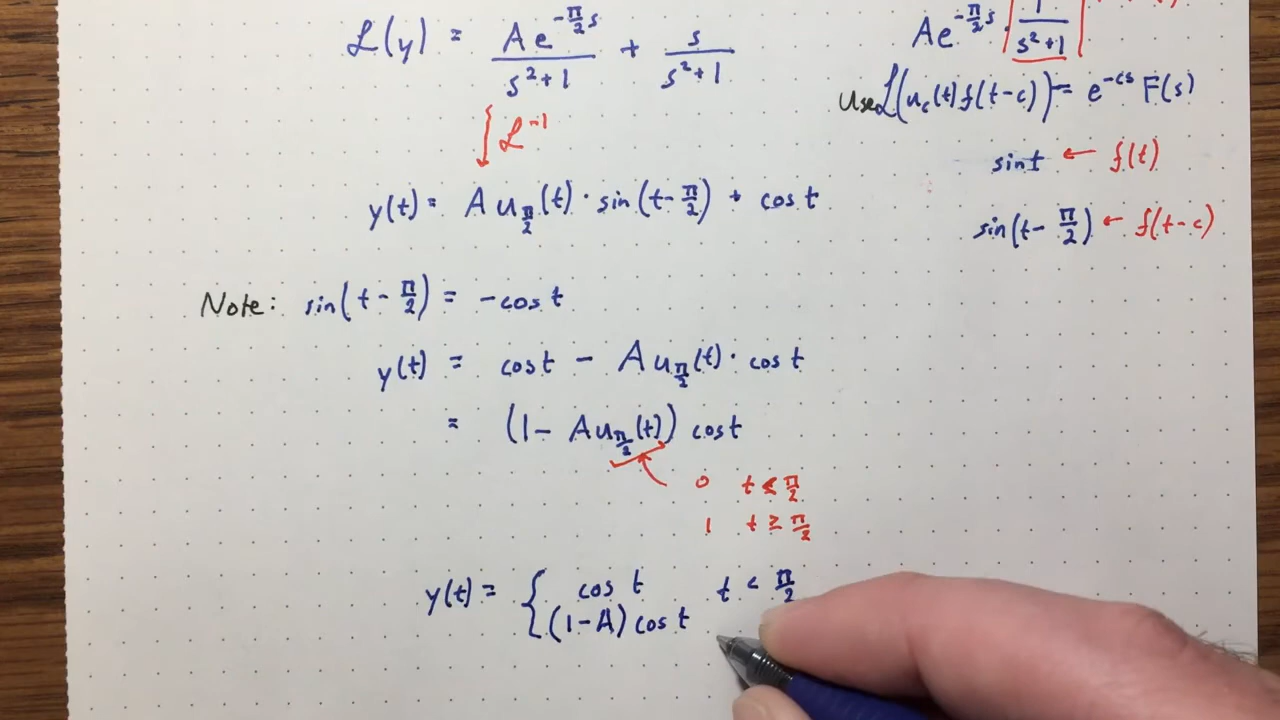 ℒ(y) = Ae^{-π/2 s}/(s²+1) + s/(s²+1)
ℒ⁻¹
y(t) = A u_{π/2}(t) · sin(t-π/2) + cos t
Ae^{-π/2 s} · 1/(s²+1)
Use ℒ(u_c(t) f(t-c)) = e^{-cs} F(s)
sin t ← f(t)
sin(t - π/2) ← f(t-c)
Note: sin(t - π/2) = -cos t
y(t) = cos t - A u_{π/2}(t) · cos t
= (1 - A u_{π/2}(t)) cos t
0 t < π/2
1 t ≥ π/2
y(t) = { cos t t < π/2
(1-A) cos t